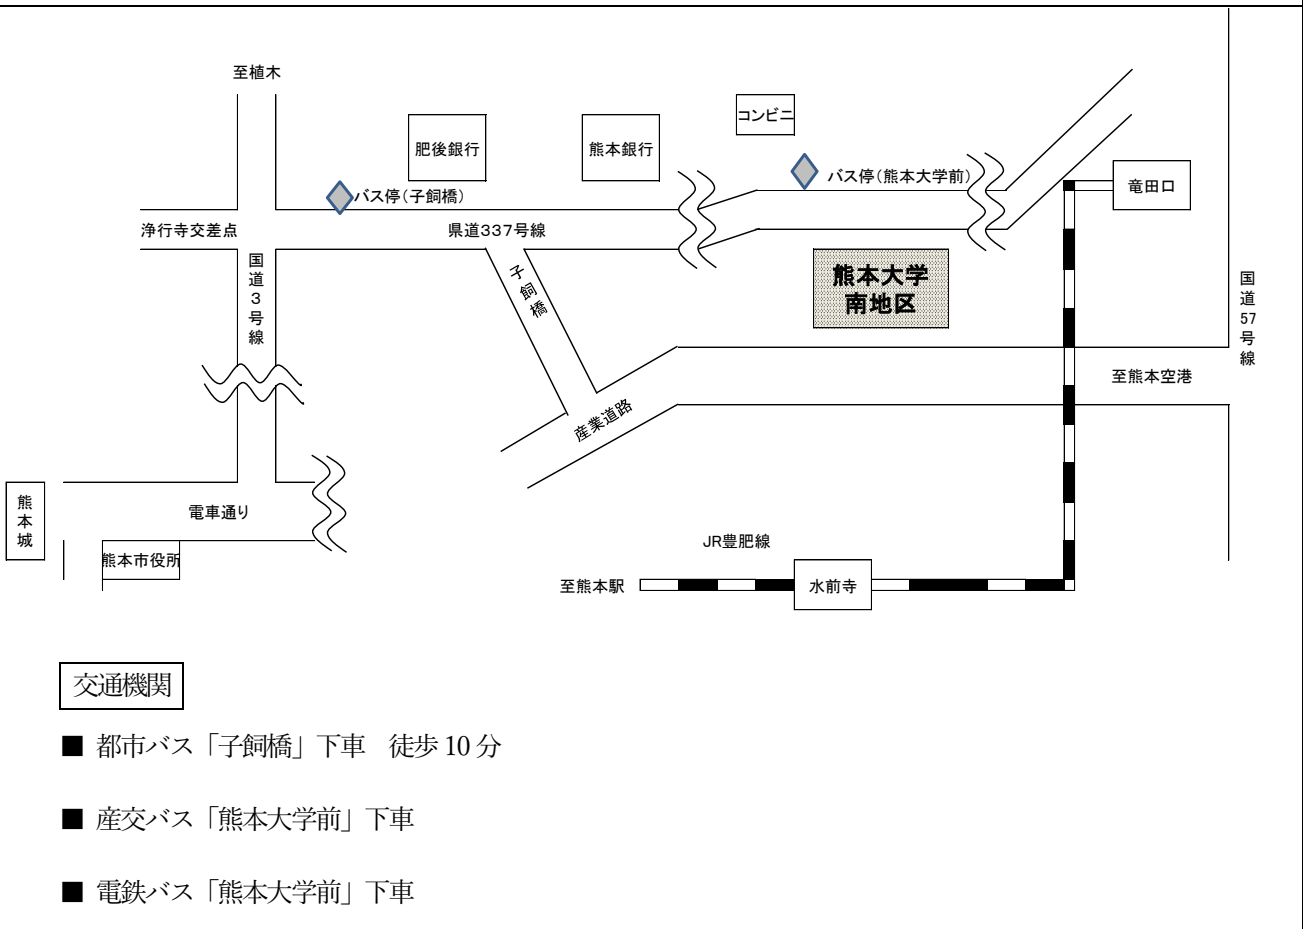 至植木
コンビニ
肥後銀行
熊本銀行
バス停(熊本大学前)
竜田口
バス停(子飼橋)
浄行寺交差点
県道337号線
国道3号線
子飼橋
熊本大学
南地区
国道57号線
至熊本空港
産業道路
熊本城
電車通り
熊本市役所
JR豊肥線
至熊本駅
水前寺
交通機関
■ 都市バス「子飼橋」下車　徒歩10分
■ 産交バス「熊本大学前」下車
■ 電鉄バス「熊本大学前」下車